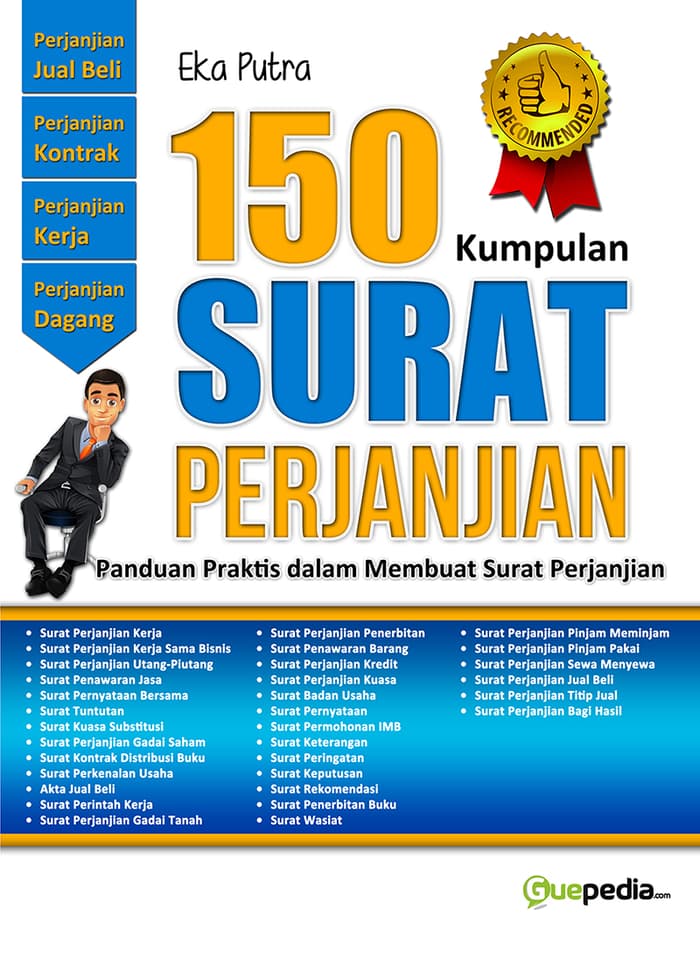 Perjanjian
Jual Beli
Perjanjian
Kontrak
Perjanjian
Kerja
Perjanjian
Dagang
Eka Putra
RECOMMENDED
150
Kumpulan
SURAT
PERJANJIAN
Panduan Praktis dalam Membuat Surat Perjanjian
• Surat Perjanjian Kerja
• Surat Perjanjian Kerja Sama Bisnis
• Surat Perjanjian Utang-Piutang
• Surat Penawaran Jasa
• Surat Pernyataan Bersama
• Surat Tuntutan
• Surat Kuasa Substitusi
• Surat Perjanjian Gadai Saham
• Surat Kontrak Distribusi Buku
• Surat Perkenalan Usaha
• Akta Jual Beli
• Surat Perintah Kerja
• Surat Perjanjian Gadai Tanah
• Surat Perjanjian Penerbitan
• Surat Penawaran Barang
• Surat Perjanjian Kredit
• Surat Perjanjian Kuasa
• Surat Badan Usaha
• Surat Pernyataan
• Surat Permohonan IMB
• Surat Keterangan
• Surat Peringatan
• Surat Keputusan
• Surat Rekomendasi
• Surat Penerbitan Buku
• Surat Wasiat
• Surat Perjanjian Pinjam Meminjam
• Surat Perjanjian Pinjam Pakai
• Surat Perjanjian Sewa Menyewa
• Surat Perjanjian Jual Beli
• Surat Perjanjian Titip Jual
• Surat Perjanjian Bagi Hasil
Guepedia.com